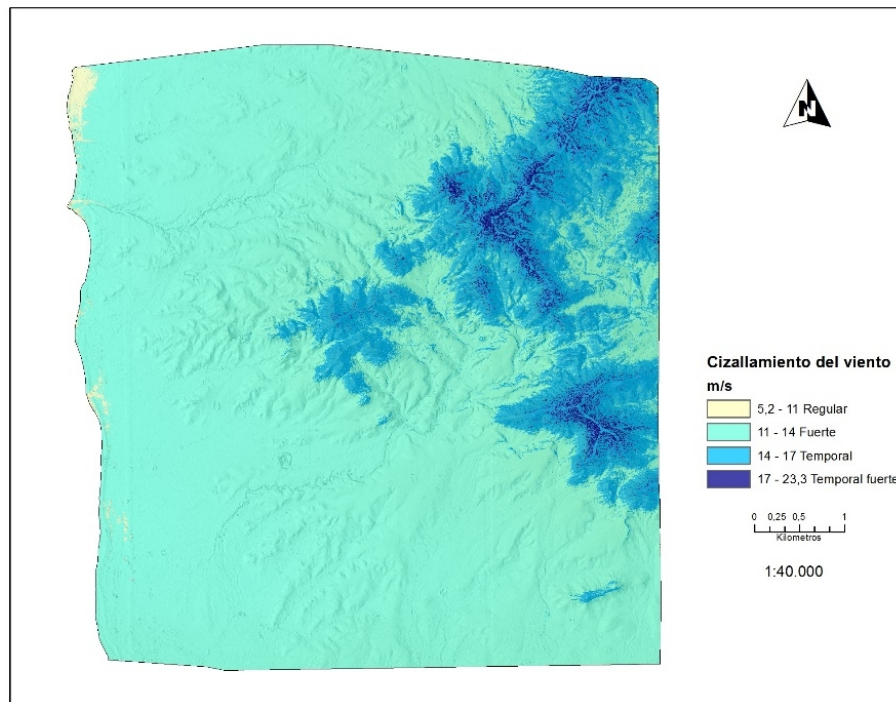 N
Cizallamiento del viento
m/s
5,2 - 11 Regular
11 - 14 Fuerte
14 - 17 Temporal
17 - 23,3 Temporal fuerte
0 0,25 0,5 1
Kilometros
1:40.000